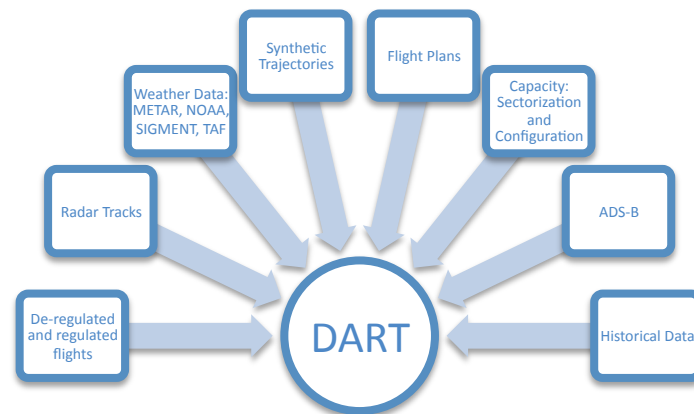 Synthetic
Trajectories
Flight Plans
Weather Data:
METAR, NOAA,
SIGMENT, TAF
Capacity:
Sectorization
and
Configuration
Radar Tracks
ADS-B
De-regulated
and regulated
flights
DART
Historical Data